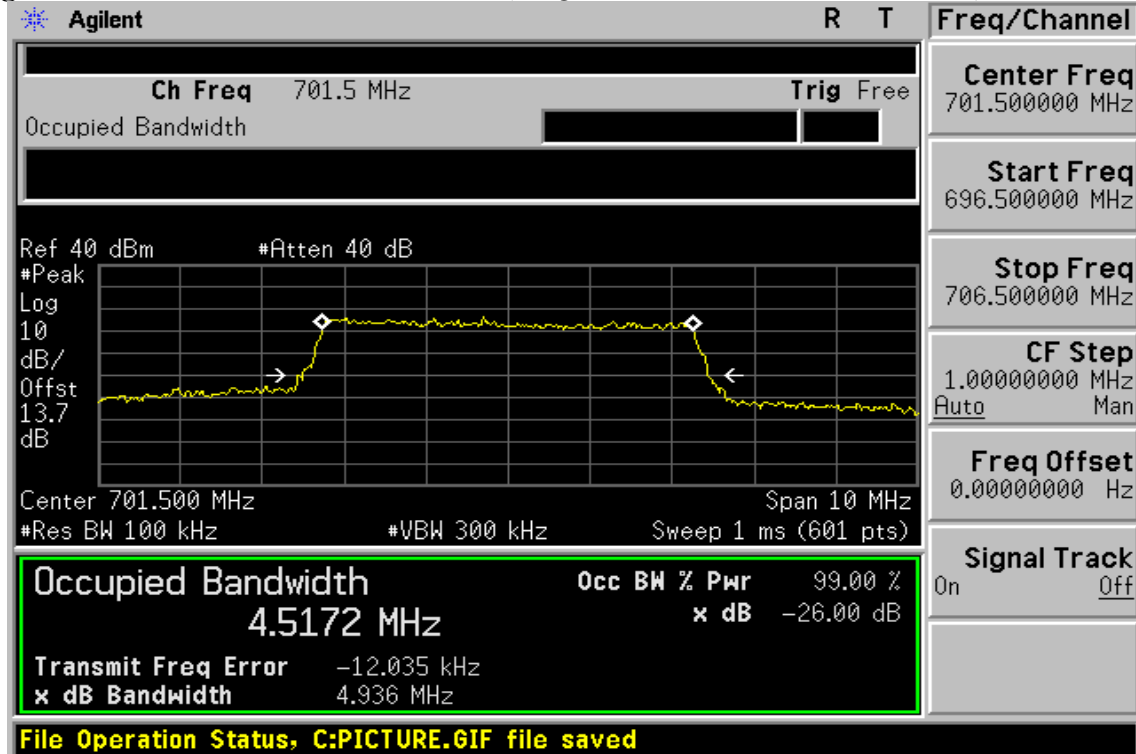 Agilent R T Freq/Channel
Ch Freq 701.5 MHz Trig Free
Occupied Bandwidth
Center Freq
701.500000 MHz
Start Freq
696.500000 MHz
Stop Freq
706.500000 MHz
CF Step
1.00000000 MHz
Auto Man
Freq Offset
0.00000000 Hz
Signal Track
On Off
Ref 40 dBm #Atten 40 dB
#Peak
Log
10
dB/
Offst
13.7
dB
Center 701.500 MHz Span 10 MHz
#Res BW 100 kHz #VBW 300 kHz Sweep 1 ms (601 pts)
Occupied Bandwidth Occ BW % Pwr 99.00 %
4.5172 MHz x dB -26.00 dB
Transmit Freq Error -12.035 kHz
x dB Bandwidth 4.936 MHz
File Operation Status, C:PICTURE.GIF file saved